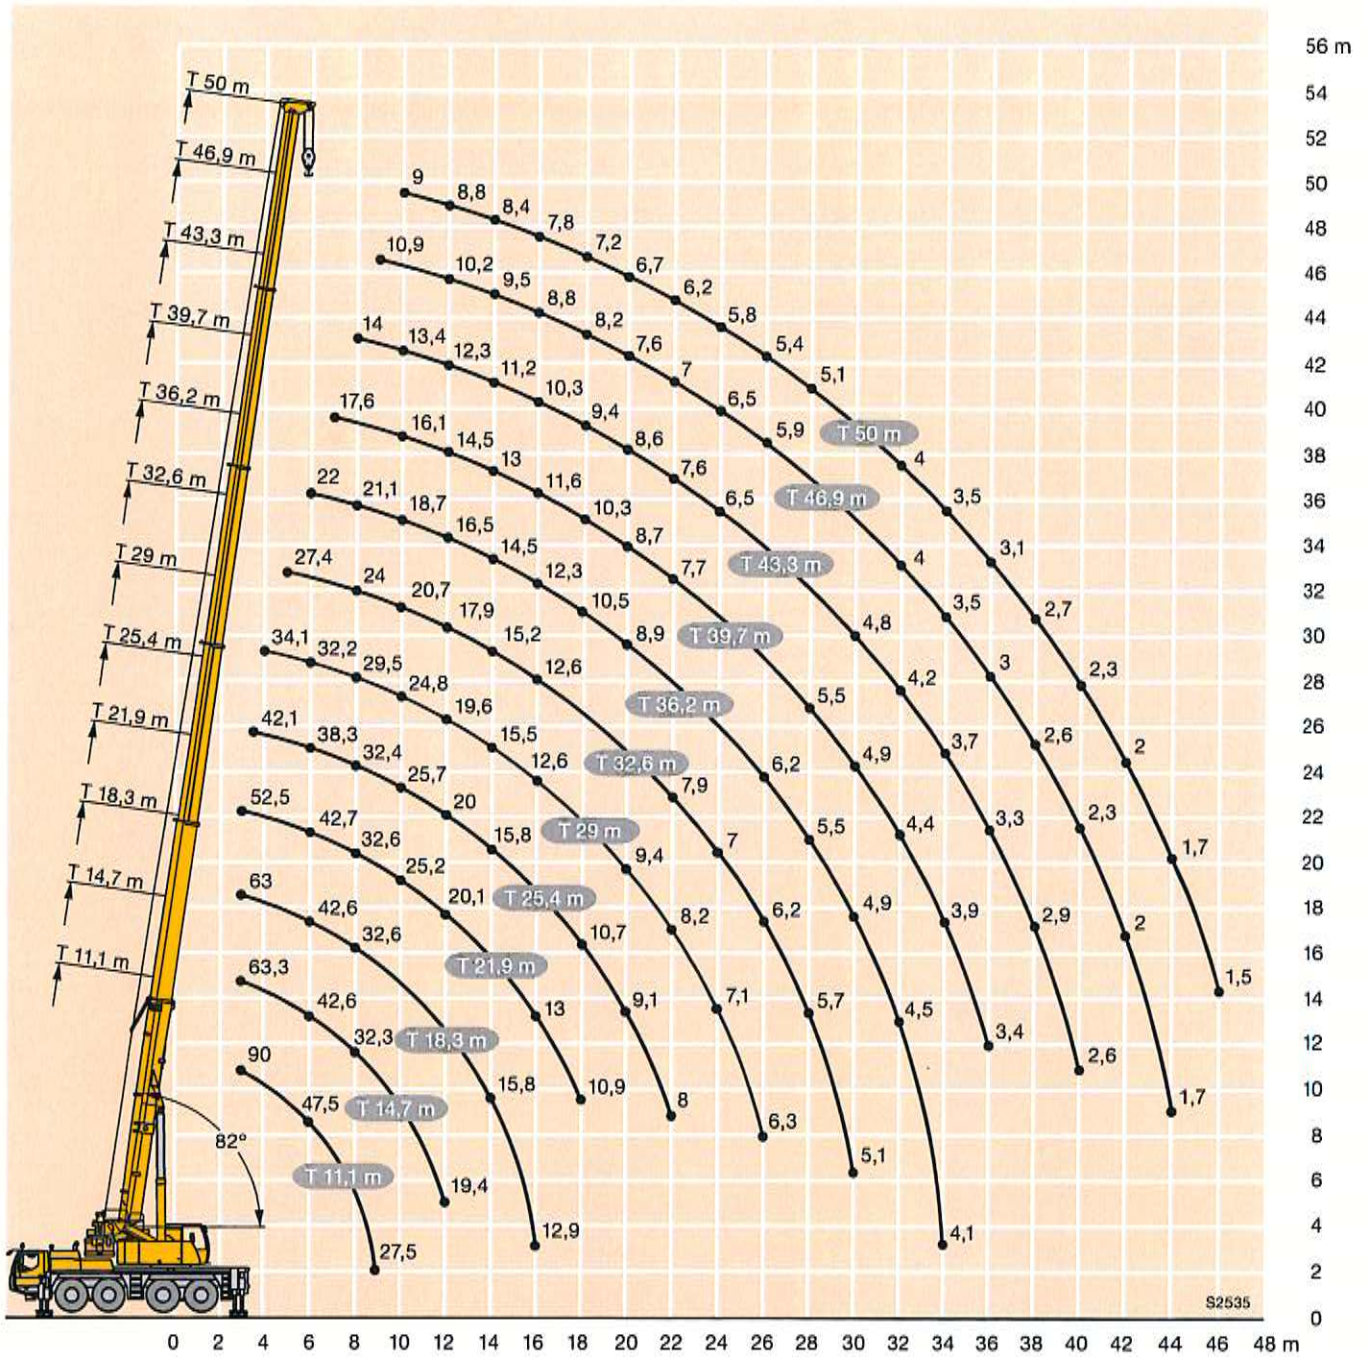 56 m
T 50 m
54
52
T 46,9 m
9 8,8 8,4 7,8 7,2 6,7 6,2 5,8 5,4 5,1
50
48
T 43,3 m
10,9 10,2 9,5 8,8 8,2 7,6 7 6,5 5,9
46
44
T 39,7 m
14 13,4 12,3 11,2 10,3 9,4 8,6 7,6 6,5
42
T 50 m
40
T 36,2 m
17,6 16,1 14,5 13 11,6 10,3 8,7 7,7
4 3,5 3,1 2,7 2,3 2 1,7 1,5
38
T 46,9 m
36
T 32,6 m
22 21,1 18,7 16,5 14,5 12,3 10,5 8,9
4 3,5 3 2,6 2,3 2 1,7
34
T 43,3 m
32
T 29 m
27,4 24 20,7 17,9 15,2 12,6
4,8 4,2 3,7 3,3 2,9 2,6
30
T 39,7 m
T 25,4 m
34,1 32,2 29,5 24,8 19,6 15,5 12,6
5,5 4,9 4,4 3,9 3,4
28
T 36,2 m
26
T 21,9 m
42,1 38,3 32,4 25,7 20 15,8
6,2 5,5 4,9 4,5 4,1
24
T 32,6 m
7,9 7 6,2 5,7 5,1
22
T 18,3 m
52,5 42,7 32,6 25,2 20,1
T 29 m
9,4 8,2 7,1 6,3
20
T 14,7 m
63 42,6 32,6
T 25,4 m
10,7 9,1 8
18
T 11,1 m
63,3 42,6 32,3
T 21,9 m
13 10,9
16
14
T 18,3 m
15,8 12,9
12
90 47,5
T 14,7 m
19,4
10
82°
8
T 11,1 m
27,5
6
4
2
S2535
0
0 2 4 6 8 10 12 14 16 18 20 22 24 26 28 30 32 34 36 38 40 42 44 46 48 m